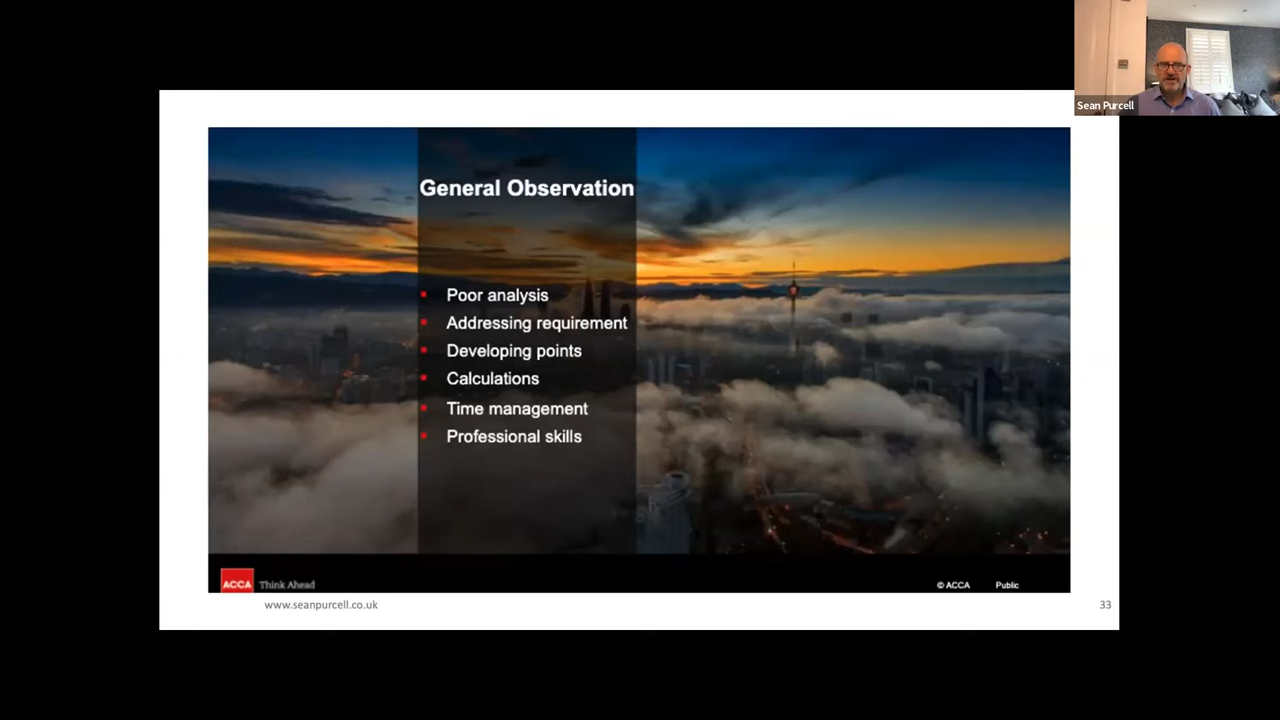 Sean Purcell
General Observation
Poor analysis
Addressing requirement
Developing points
Calculations
Time management
Professional skills
ACCA Think Ahead
© ACCA Public
www.seanpurcell.co.uk
33